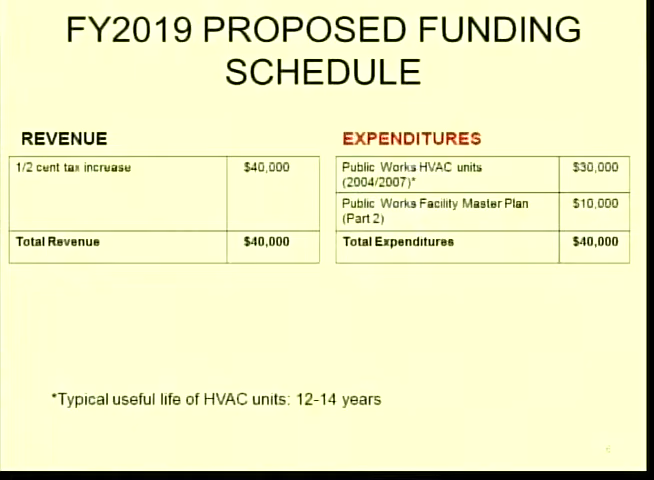 FY2019 PROPOSED FUNDING
SCHEDULE
REVENUE
1/2 cent tax increase $40,000
Total Revenue $40,000
EXPENDITURES
Public Works HVAC units $30,000
(2004/2007)*
Public Works Facility Master Plan $10,000
(Part 2)
Total Expenditures $40,000
*Typical useful life of HVAC units: 12-14 years